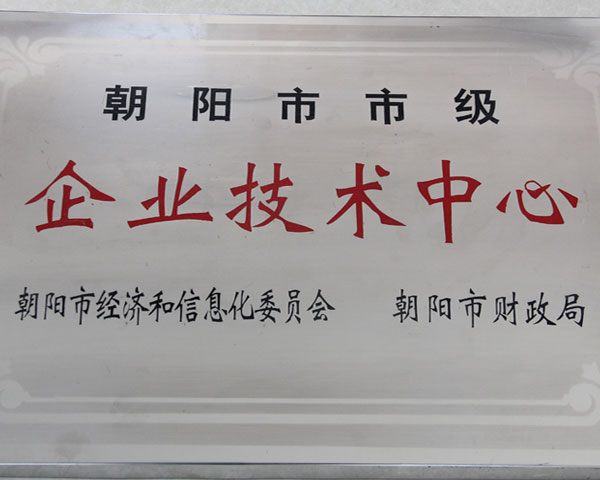 朝阳市市级
企业技术中心
朝阳市经济和信息化委员会 朝阳市财政局